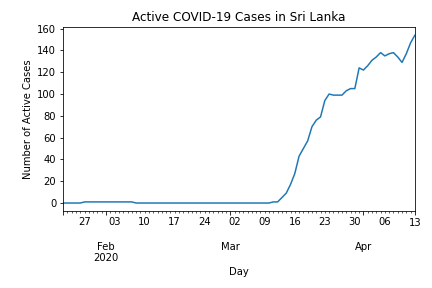 Active COVID-19 Cases in Sri Lanka
Number of Active Cases
160
140
120
100
80
60
40
20
0
27 03 10 17 24 02 09 16 23 30 06 13
Feb Mar Apr
2020
Day